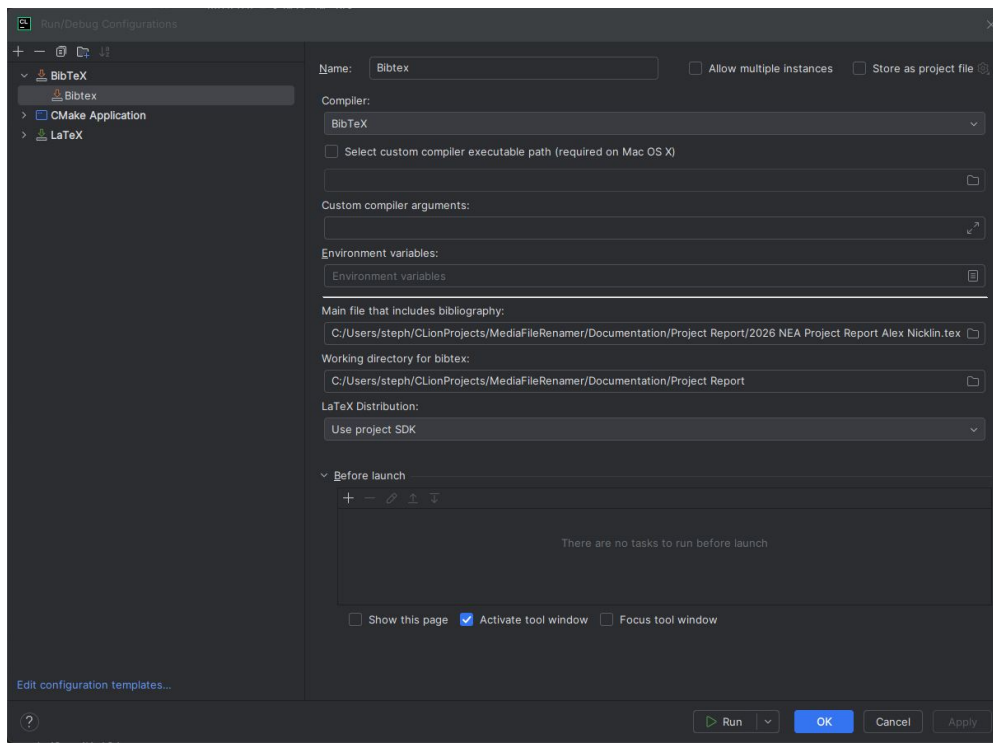 CL Run/Debug Configurations
BibTeX
Bibtex
CMake Application
LaTeX
Edit configuration templates...
?
Name: Bibtex Allow multiple instances Store as project file
Compiler:
BibTeX
Select custom compiler executable path (required on Mac OS X)
Custom compiler arguments:
Environment variables:
Environment variables
Main file that includes bibliography:
C:/Users/steph/CLionProjects/MediaFileRenamer/Documentation/Project Report/2026 NEA Project Report Alex Nicklin.tex
Working directory for bibtex:
C:/Users/steph/CLionProjects/MediaFileRenamer/Documentation/Project Report
LaTeX Distribution:
Use project SDK
Before launch
There are no tasks to run before launch
Show this page Activate tool window Focus tool window
Run OK Cancel Apply